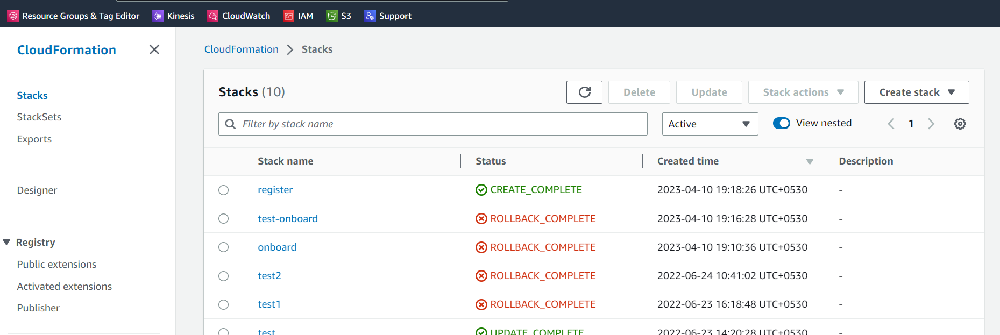 Resource Groups & Tag Editor Kinesis CloudWatch IAM S3 Support
CloudFormation
Stacks
StackSets
Exports
Designer
Registry
Public extensions
Activated extensions
Publisher
CloudFormation Stacks
Stacks (10) Delete Update Stack actions Create stack
Filter by stack name Active View nested 1
Stack name Status Created time Description
register CREATE_COMPLETE 2023-04-10 19:18:26 UTC+0530 -
test-onboard ROLLBACK_COMPLETE 2023-04-10 19:16:28 UTC+0530 -
onboard ROLLBACK_COMPLETE 2023-04-10 19:10:36 UTC+0530 -
test2 ROLLBACK_COMPLETE 2022-06-24 10:41:02 UTC+0530 -
test1 ROLLBACK_COMPLETE 2022-06-23 16:18:48 UTC+0530 -
test UPDATE_COMPLETE 2022-06-23 14:20:28 UTC+0530 -